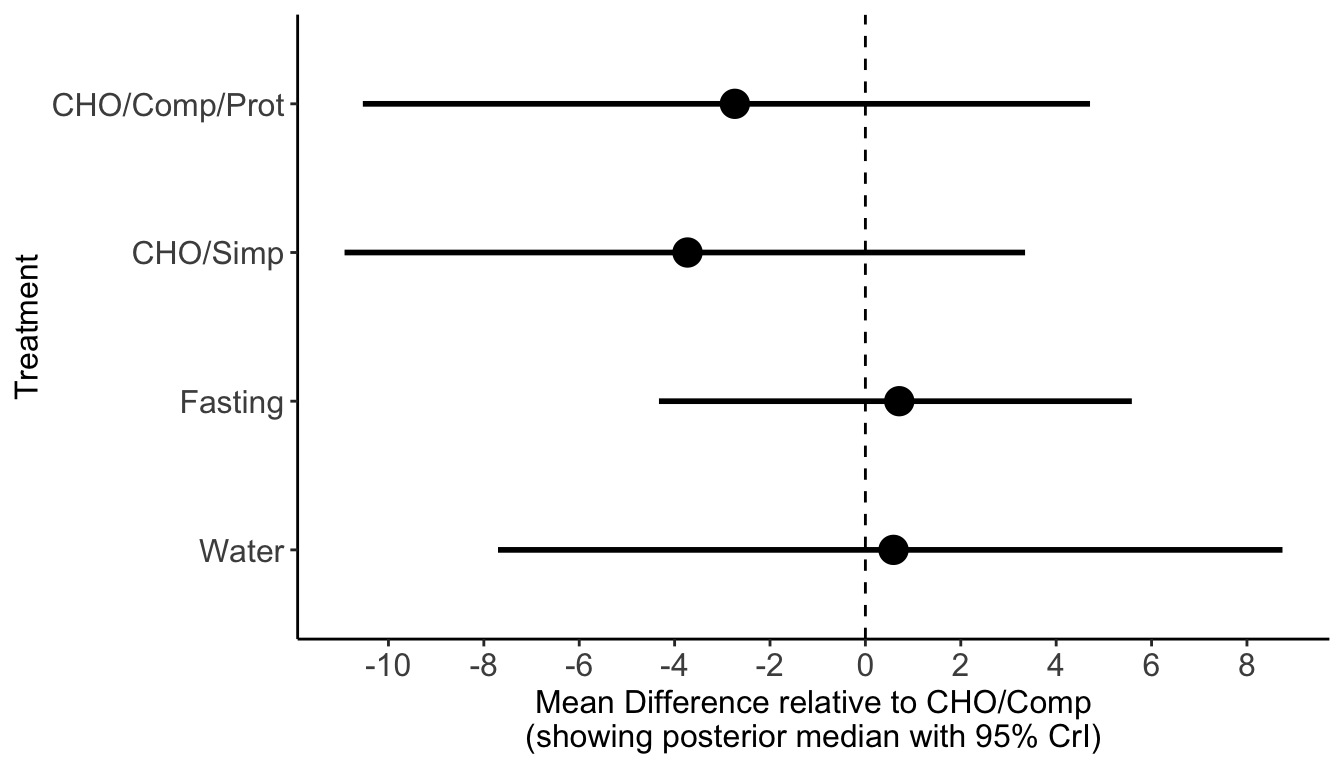 CHO/Comp/Prot
CHO/Simp
Fasting
Water
Treatment
-10 -8 -6 -4 -2 0 2 4 6 8
Mean Difference relative to CHO/Comp
(showing posterior median with 95% CrI)